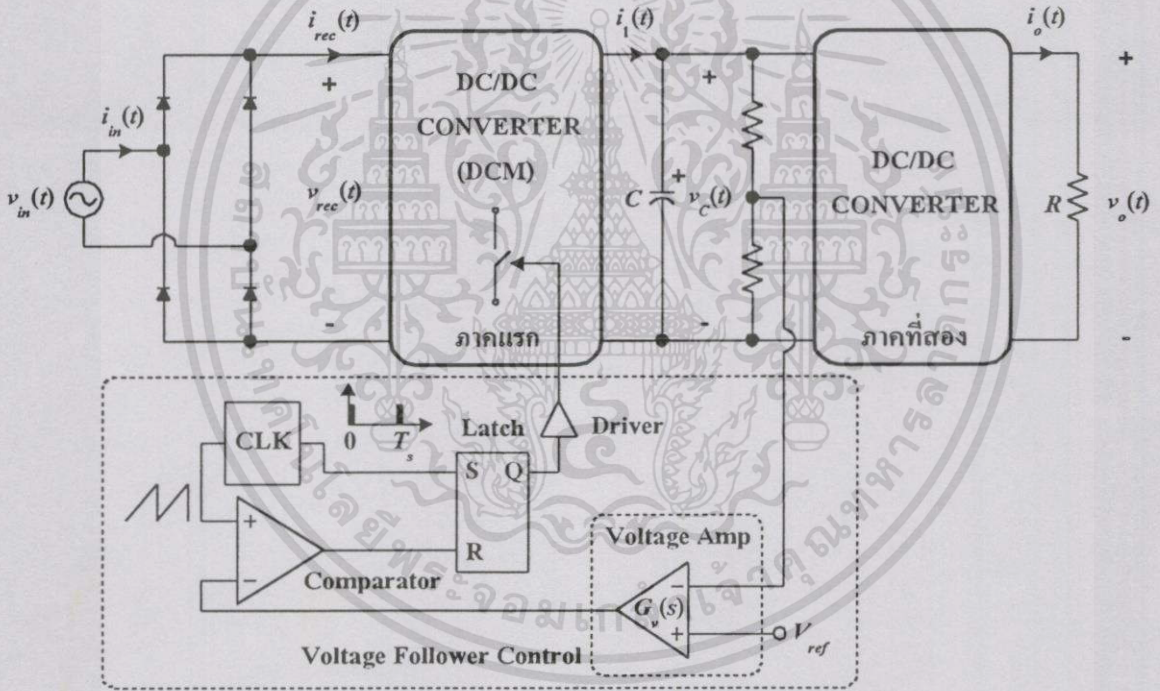 i_rec(t)
i_1(t)
i_o(t)
+
+
+
DC/DC
CONVERTER
(DCM)
DC/DC
CONVERTER
i_in(t)
v_in(t)
v_rec(t)
C
+
v_C(t)
R
v_o(t)
-
-
-
ภาคแรก
ภาคที่สอง
CLK
0
T_s
Latch
Driver
S Q
R
+
−
Comparator
Voltage Amp
G_v(s)
−
+
V_ref
Voltage Follower Control